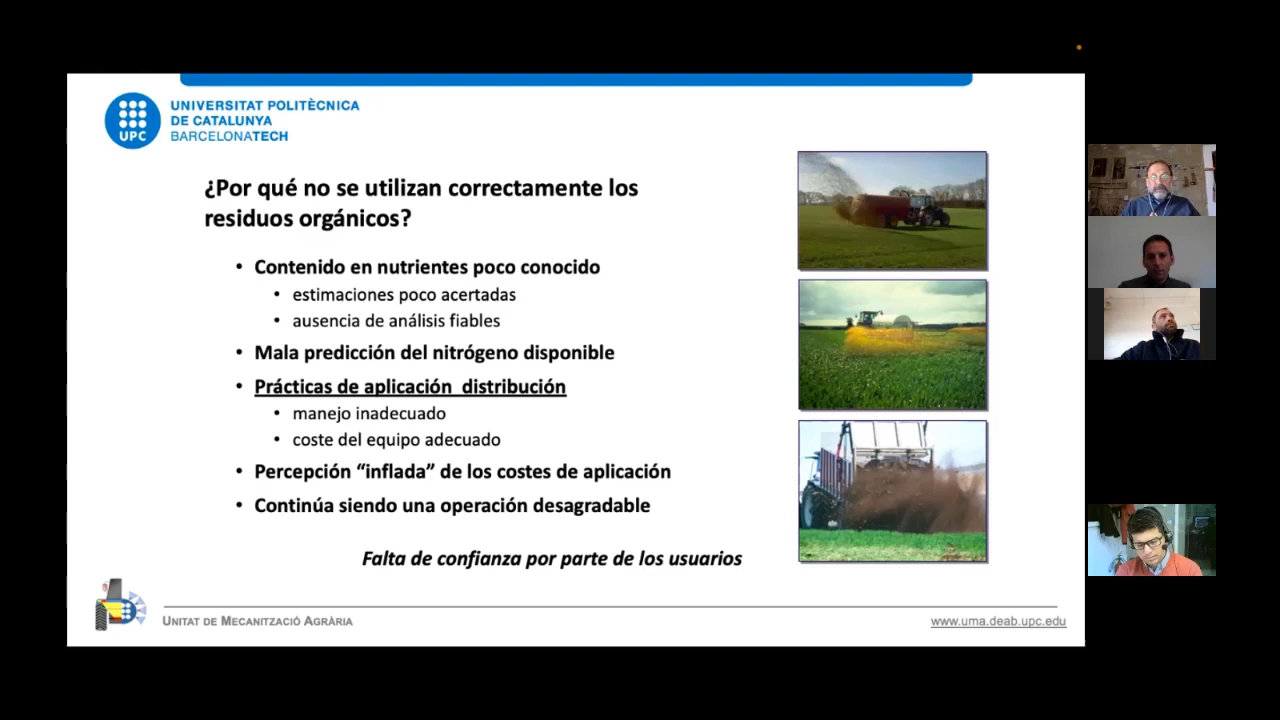 UNIVERSITAT POLITÈCNICA
DE CATALUNYA
BARCELONATECH
UPC
¿Por qué no se utilizan correctamente los
residuos orgánicos?
• Contenido en nutrientes poco conocido
• estimaciones poco acertadas
• ausencia de análisis fiables
• Mala predicción del nitrógeno disponible
• Prácticas de aplicación  distribución
• manejo inadecuado
• coste del equipo adecuado
• Percepción “inflada” de los costes de aplicación
• Continúa siendo una operación desagradable
Falta de confianza por parte de los usuarios
UNITAT DE MECANITZACIÓ AGRÀRIA
www.uma.deab.upc.edu